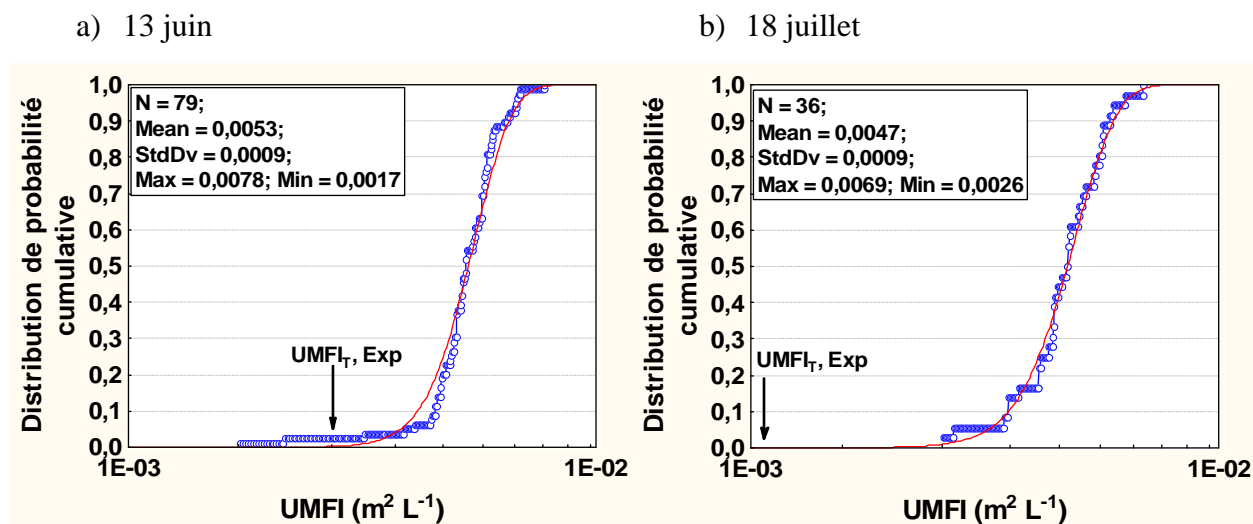 a) 13 juin
Distribution de probabilité
cumulative
1,0
0,9
0,8
0,7
0,6
0,5
0,4
0,3
0,2
0,1
0,0
N = 79;
Mean = 0,0053;
StdDv = 0,0009;
Max = 0,0078; Min = 0,0017
UMFI_T, Exp
1E-03
1E-02
UMFI (m² L⁻¹)
b) 18 juillet
Distribution de probabilité
cumulative
1,0
0,9
0,8
0,7
0,6
0,5
0,4
0,3
0,2
0,1
0,0
N = 36;
Mean = 0,0047;
StdDv = 0,0009;
Max = 0,0069; Min = 0,0026
UMFI_T, Exp
1E-03
1E-02
UMFI (m² L⁻¹)